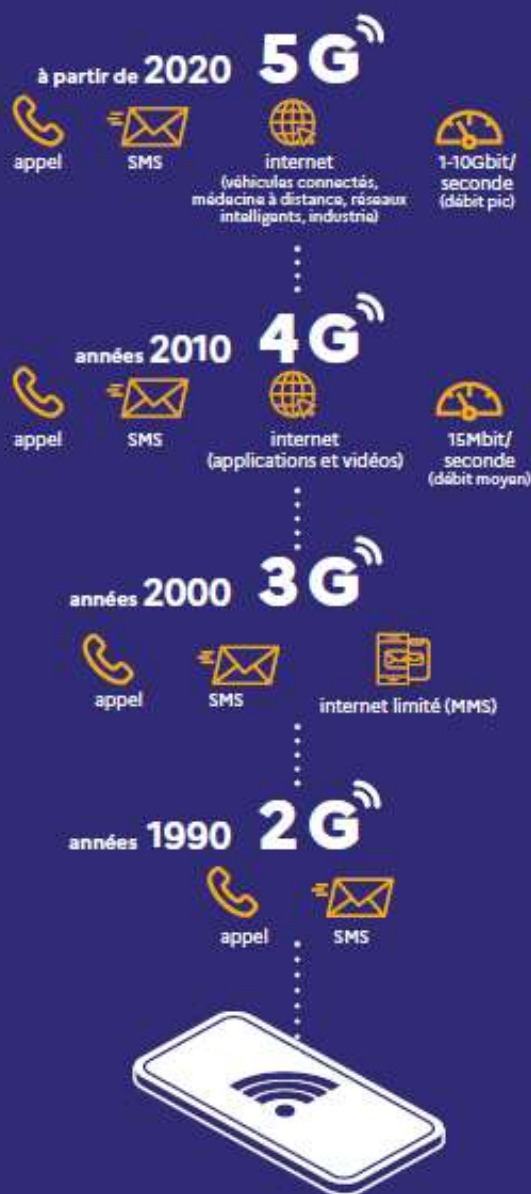 à partir de 2020 5G
appel SMS internet 1-10Gbit/
(véhicules connectés, seconde
médecine à distance, réseaux (débit pic)
intelligents, industrie)
années 2010 4G
appel SMS internet 15Mbit/
(applications et vidéos) seconde
(débit moyen)
années 2000 3G
appel SMS internet limité (MMS)
années 1990 2G
appel SMS